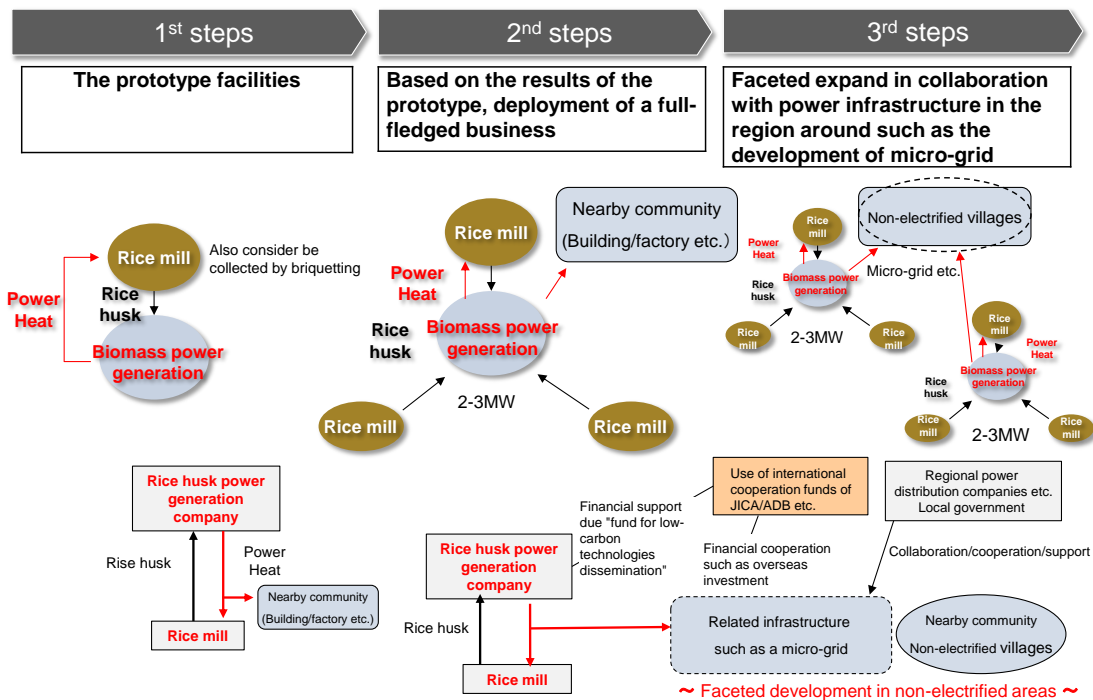 1st steps
2nd steps
3rd steps
The prototype facilities
Based on the results of the
prototype, deployment of a full-
fledged business
Faceted expand in collaboration
with power infrastructure in the
region around such as the
development of micro-grid
Rice mill
Also consider be
collected by briquetting
Power
Heat
Rice
husk
Biomass power
generation
Rice mill
Nearby community
(Building/factory etc.)
Power
Heat
Rice
husk
Biomass power
generation
2-3MW
Rice mill
Rice mill
Rice
mill
Non-electrified villages
Power
Heat
Micro-grid etc.
Biomass power
generation
Rice
husk
Rice
mill
2-3MW
Rice
mill
Rice
mill
Power
Heat
Biomass power
generation
Rice
husk
Rice
mill
2-3MW
Rice
mill
Rice husk power
generation
company
Rise husk
Power
Heat
Nearby community
(Building/factory etc.)
Rice mill
Financial support
due "fund for low-
carbon
technologies
dissemination"
Use of international
cooperation funds of
JICA/ADB etc.
Financial cooperation
such as overseas
investment
Regional power
distribution companies etc.
Local government
Collaboration/cooperation/support
Rice husk power
generation
company
Rice husk
Rice mill
Related infrastructure
such as a micro-grid
Nearby community
Non-electrified villages
~ Faceted development in non-electrified areas ~